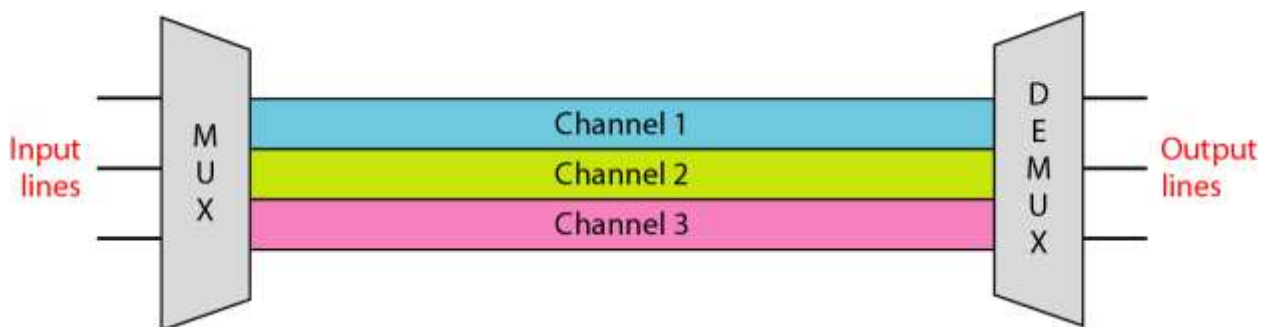 Input
lines
M
U
X
Channel 1
Channel 2
Channel 3
D
E
M
U
X
Output
lines